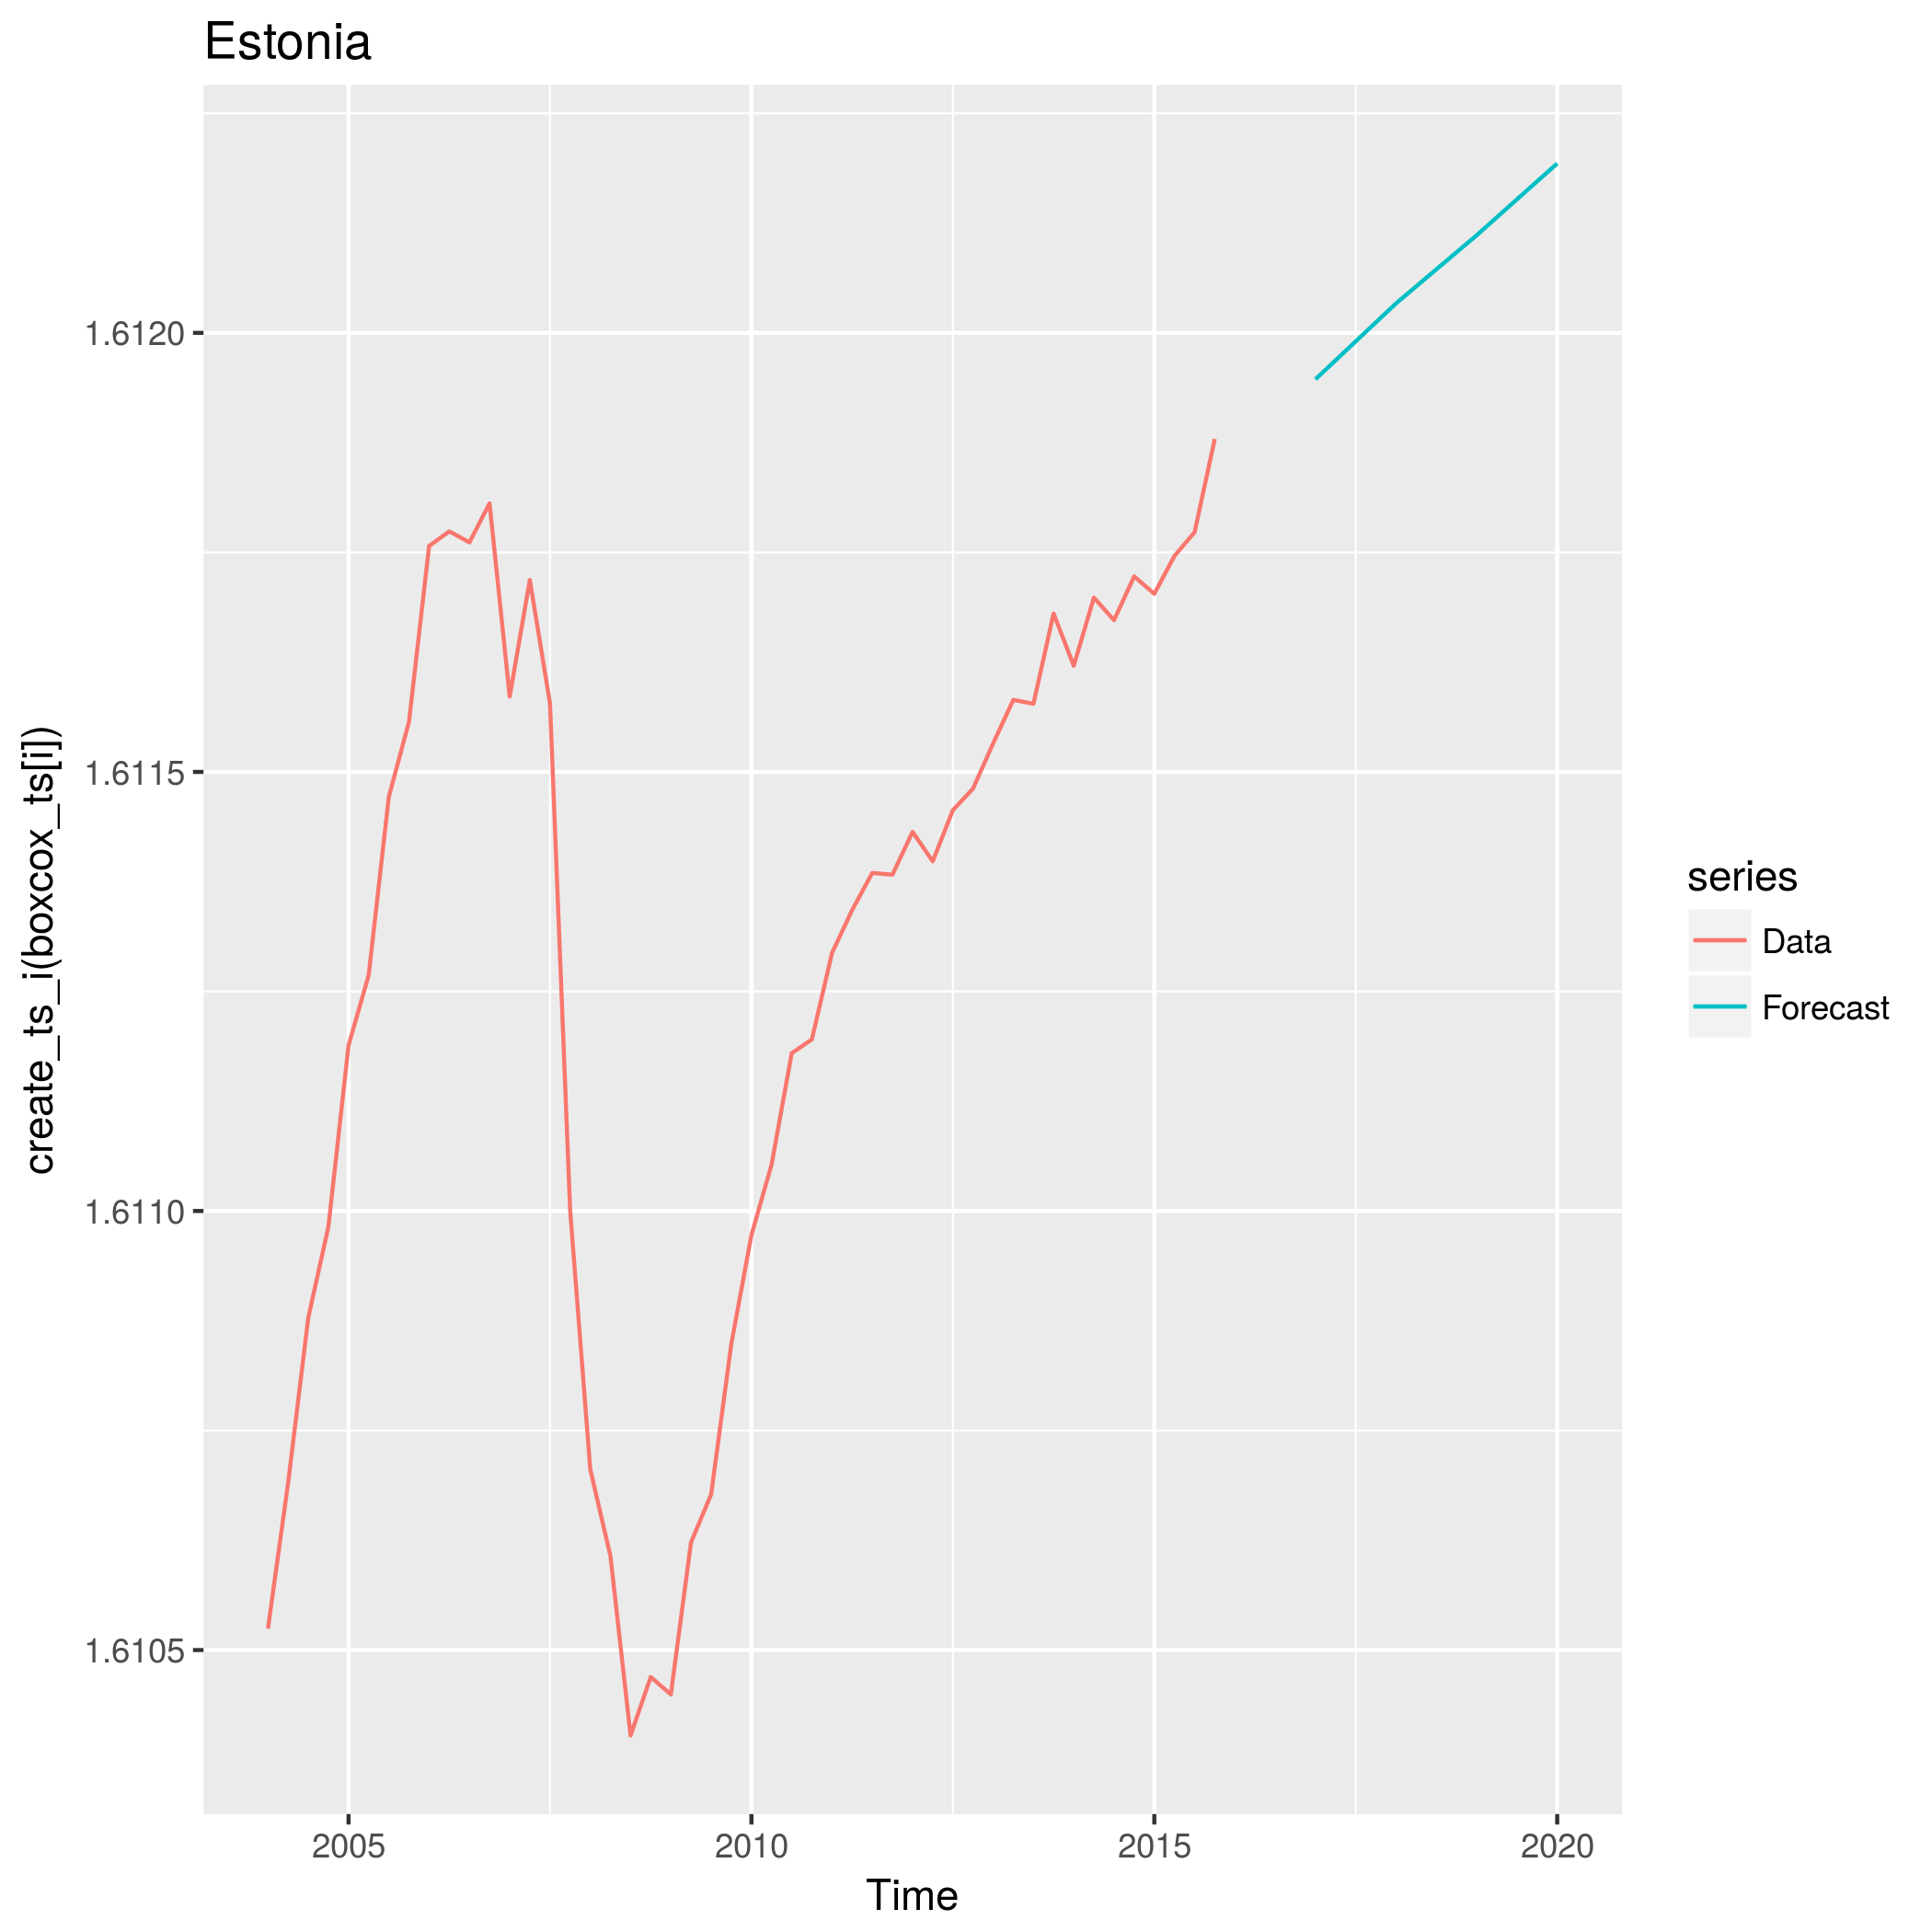 Estonia
create_ts_i(boxcox_ts[i])
1.6120
1.6115
1.6110
1.6105
2005
2010
2015
2020
Time
series
Data
Forecast